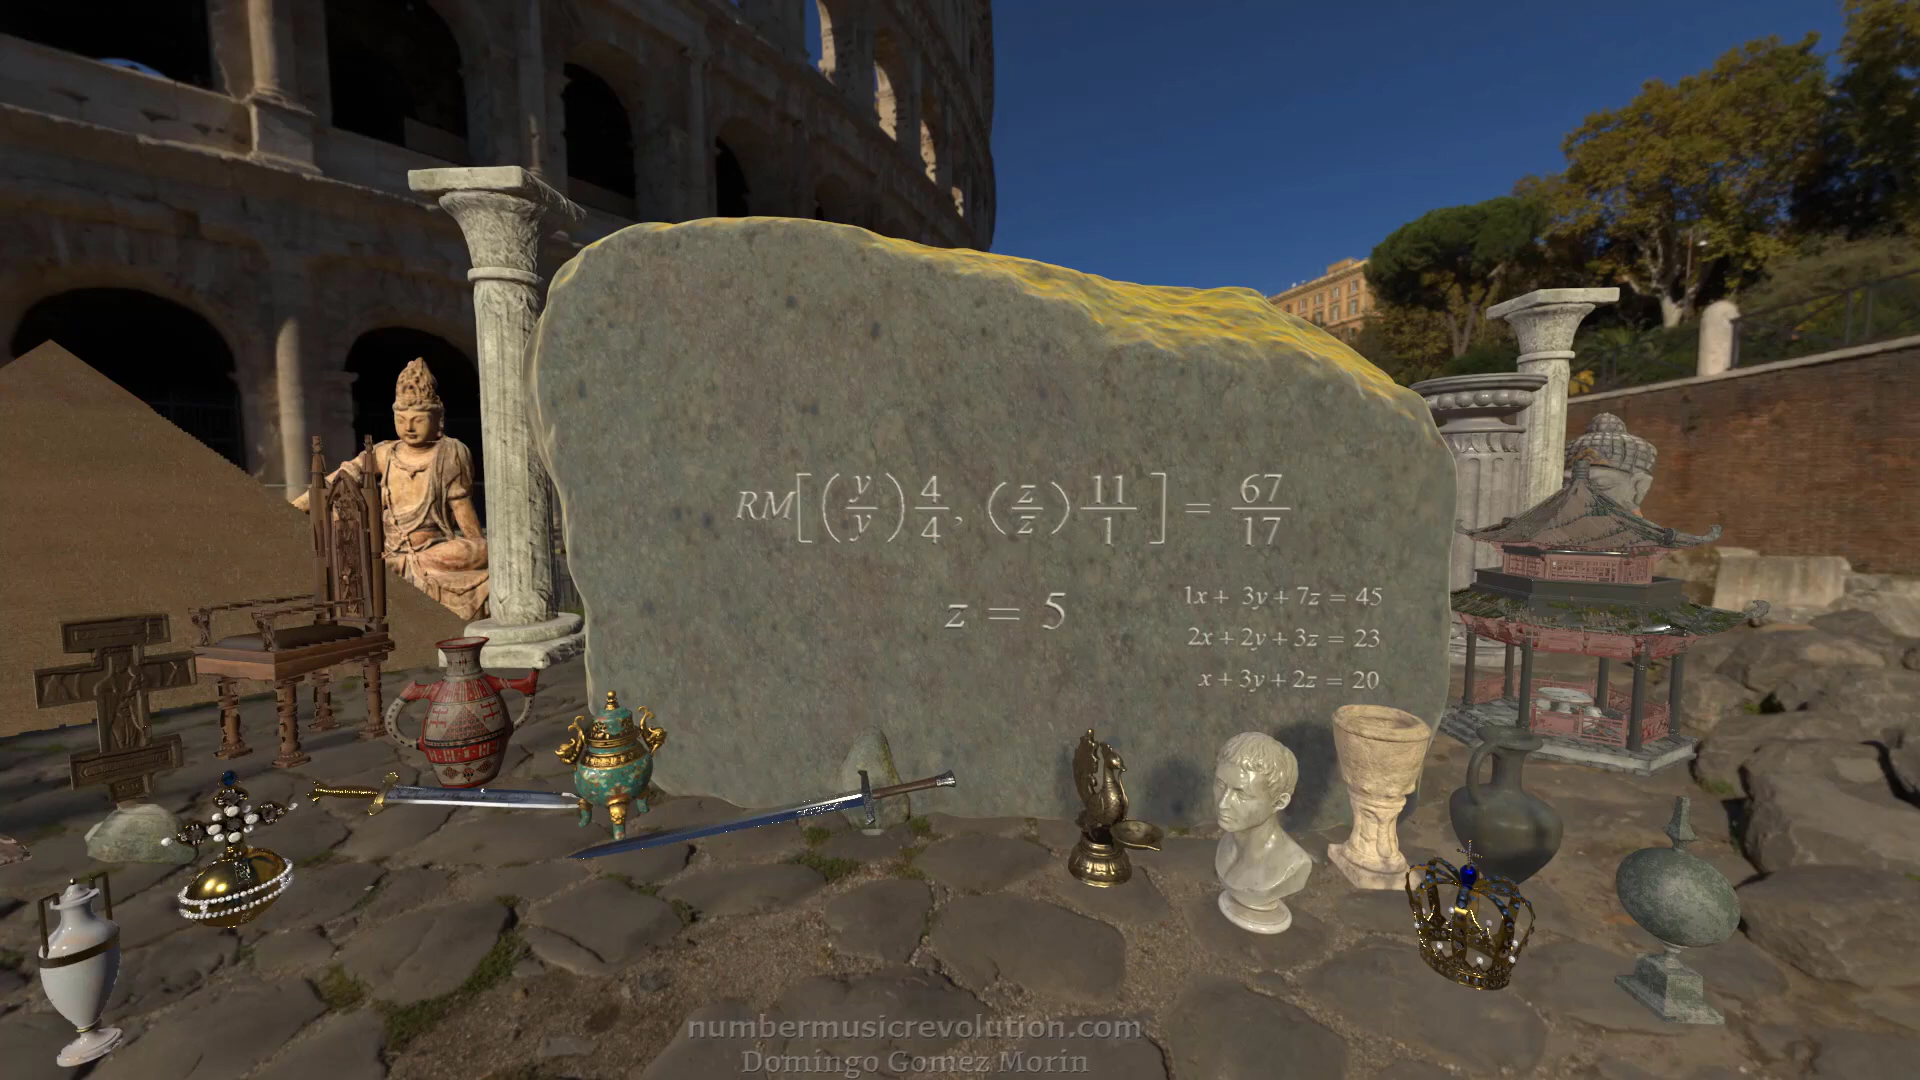 RM[(y/y) 4/4, (z/z) 11/1] = 67/17
z = 5
1x + 3y + 7z = 45
2x + 2y + 3z = 23
x + 3y + 2z = 20
numbermusicrevolution.com
Domingo Gomez Morin